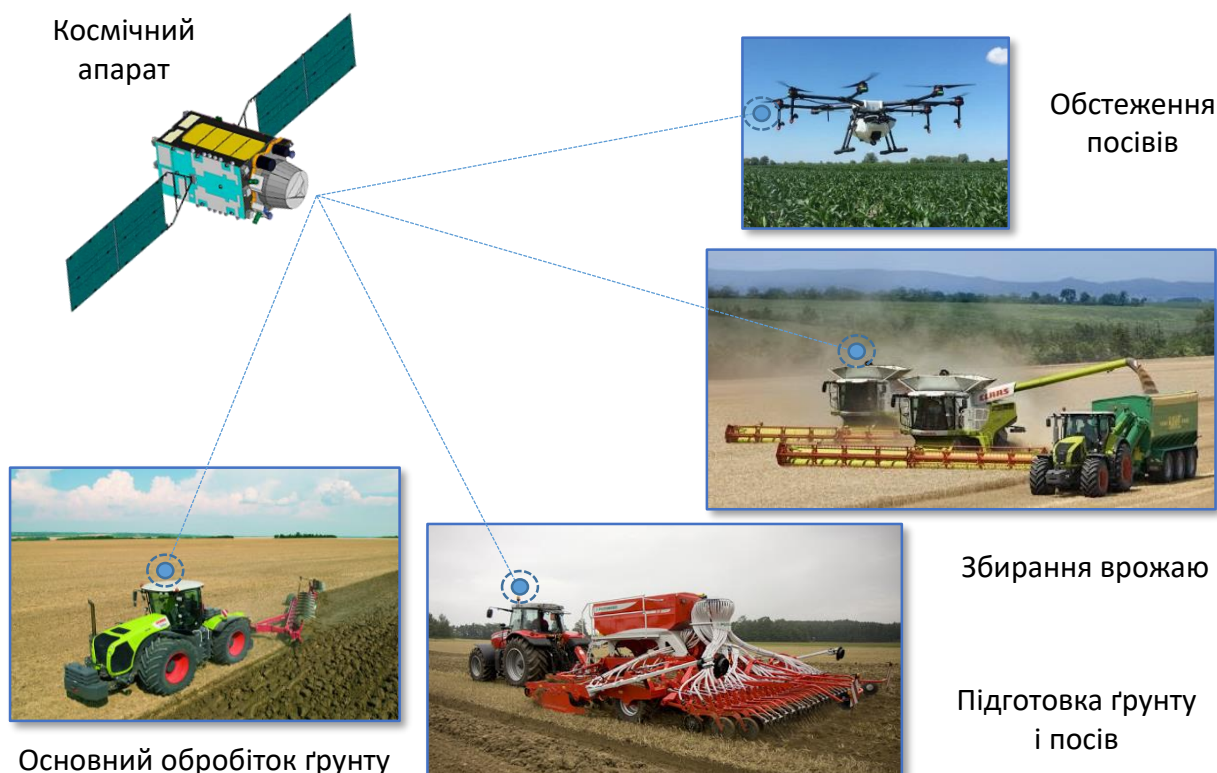 Космічний
апарат
Обстеження
посівів
CLAAS
Збирання врожаю
Підготовка ґрунту
і посів
Основний обробіток ґрунту